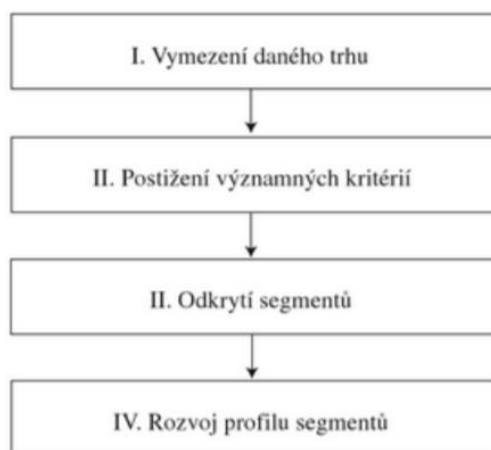 I. Vymezení daného trhu
II. Postižení významných kritérií
II. Odkrytí segmentů
IV. Rozvoj profilu segmentů